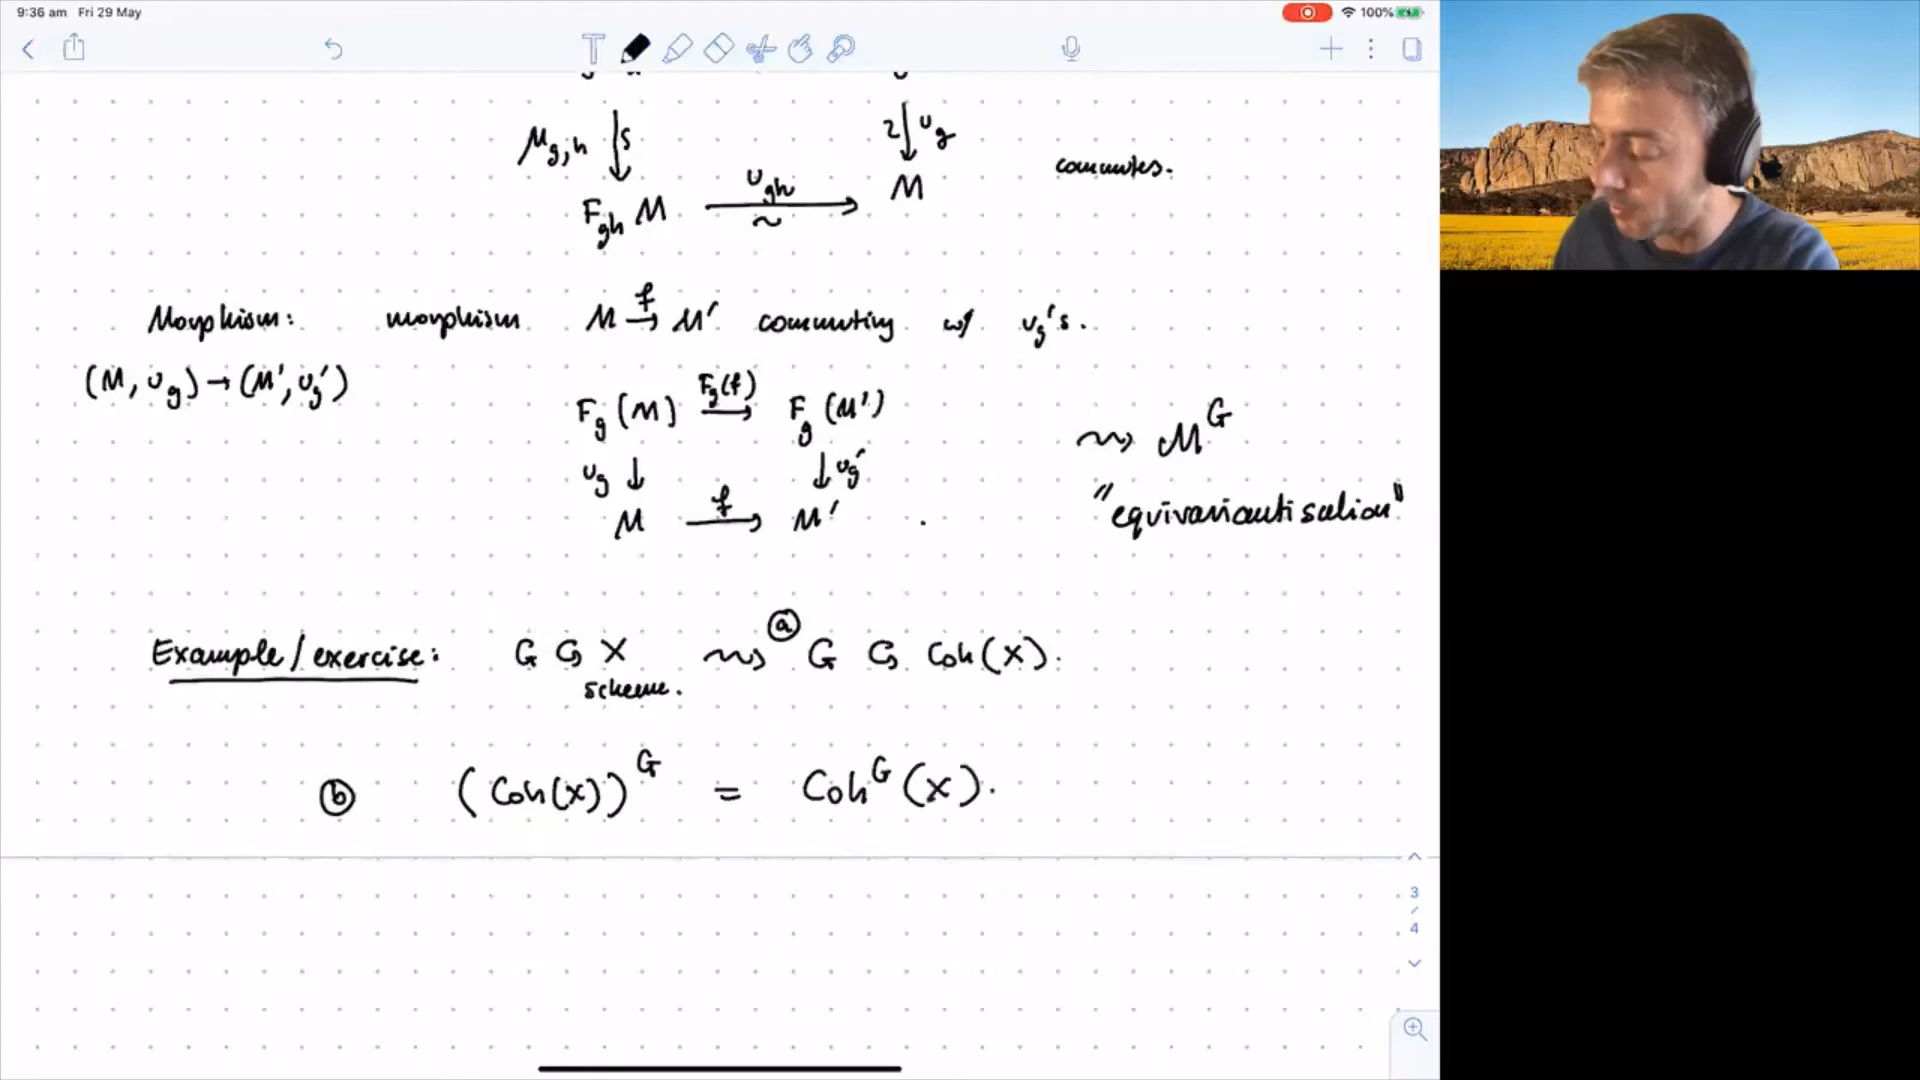 9:36 am Fri 29 May
100%
μ_{g,h} ↓ s
2 ↓ u_g
commutes.
F_{gh} M —u_{gh}→ ~ M
Morphism: morphism M →f M' commuting w/ u_g's.
(M, u_g) → (M', u_g')
F_g(M) —F_g(f)→ F_g(M')
⇝ M^G
u_g ↓ ↓ u_g'
"equivariantisation"
M —f→ M' .
Example/exercise: G G X ⇝ ⓐ G G Coh(X).
scheme.
ⓑ (Coh(X))^G = Coh^G(X).
3
/
4